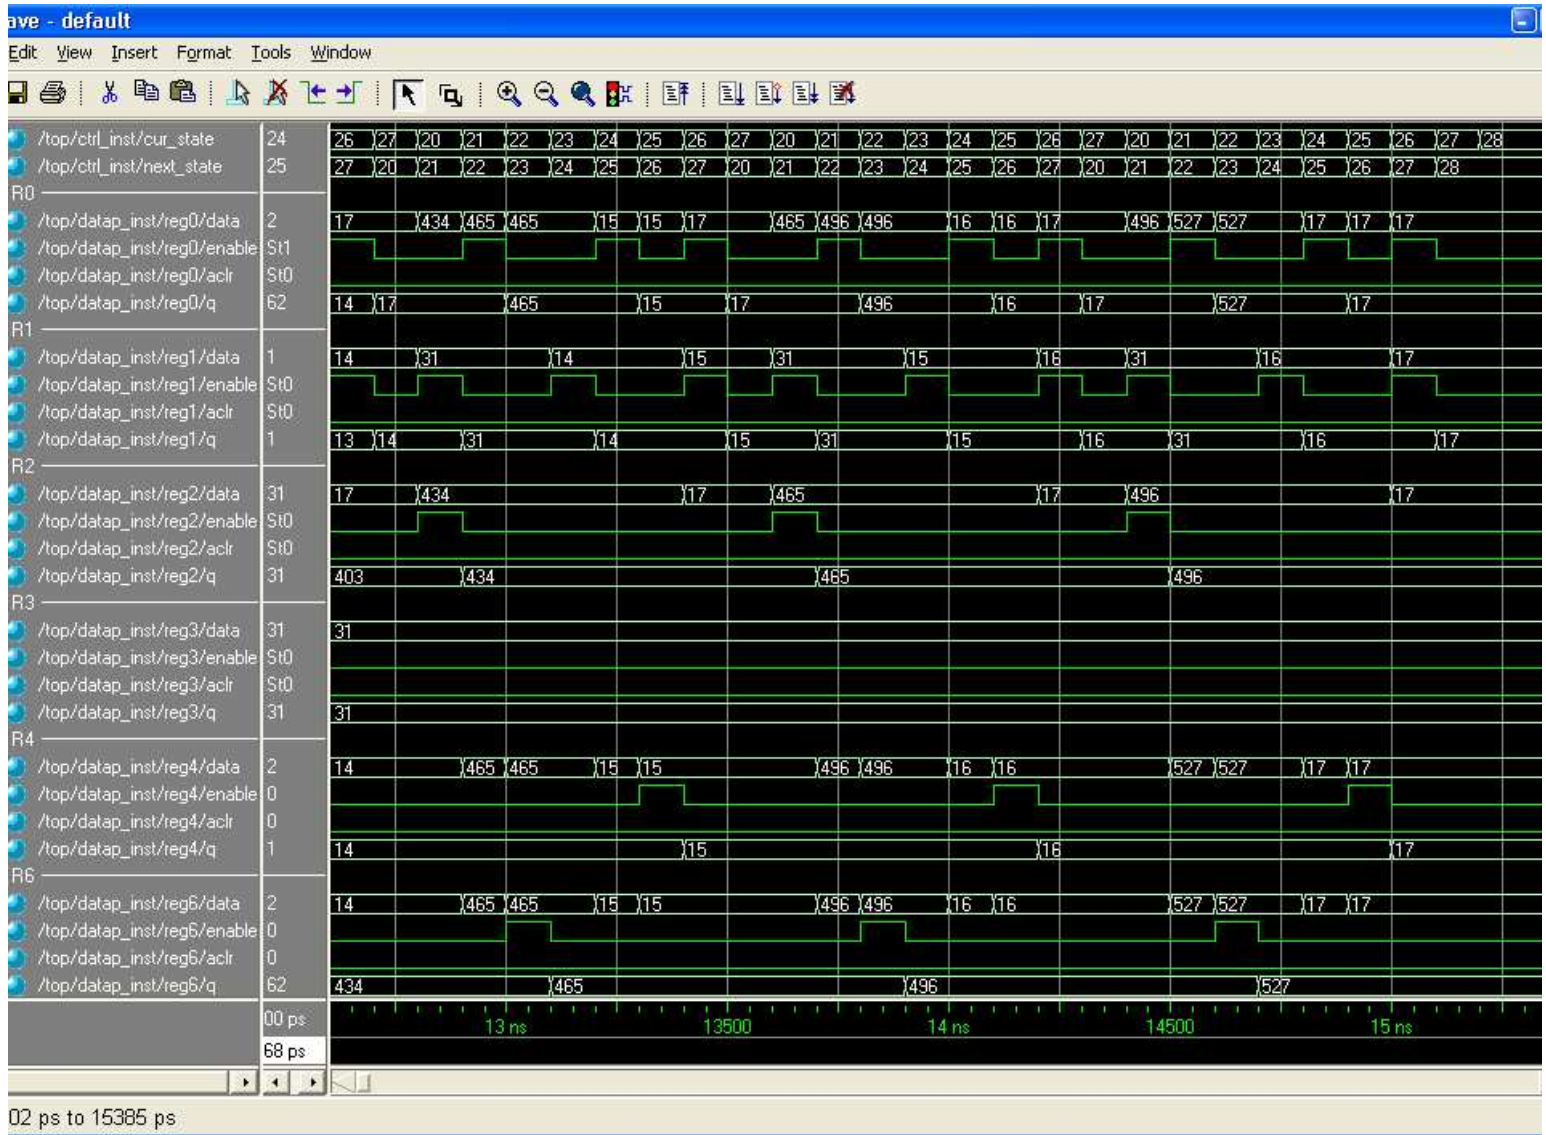 ave - default
Edit View Insert Format Tools Window
/top/ctrl_inst/cur_state 24 26 27 20 21 22 23 24 25 26 27 20 21 22 23 24 25 26 27 20 21 22 23 24 25 26 27 28
/top/ctrl_inst/next_state 25 27 20 21 22 23 24 25 26 27 20 21 22 23 24 25 26 27 20 21 22 23 24 25 26 27 28
R0
/top/datap_inst/reg0/data 2 17 434 465 465 15 15 17 465 496 496 16 16 17 496 527 527 17 17 17
/top/datap_inst/reg0/enable St1
/top/datap_inst/reg0/aclr St0
/top/datap_inst/reg0/q 62 14 17 465 15 17 496 16 17 527 17
R1
/top/datap_inst/reg1/data 1 14 31 14 15 31 15 16 31 16 17
/top/datap_inst/reg1/enable St0
/top/datap_inst/reg1/aclr St0
/top/datap_inst/reg1/q 1 13 14 31 14 15 31 15 16 31 16 17
R2
/top/datap_inst/reg2/data 31 17 434 17 465 17 496 17
/top/datap_inst/reg2/enable St0
/top/datap_inst/reg2/aclr St0
/top/datap_inst/reg2/q 31 403 434 465 496
R3
/top/datap_inst/reg3/data 31 31
/top/datap_inst/reg3/enable St0
/top/datap_inst/reg3/aclr St0
/top/datap_inst/reg3/q 31 31
R4
/top/datap_inst/reg4/data 2 14 465 465 15 15 496 496 16 16 527 527 17 17
/top/datap_inst/reg4/enable 0
/top/datap_inst/reg4/aclr 0
/top/datap_inst/reg4/q 1 14 15 16 17
R6
/top/datap_inst/reg6/data 2 14 465 465 15 15 496 496 16 16 527 527 17 17
/top/datap_inst/reg6/enable 0
/top/datap_inst/reg6/aclr 0
/top/datap_inst/reg6/q 62 434 465 496 527
00 ps 13 ns 13500 14 ns 14500 15 ns
68 ps
02 ps to 15385 ps